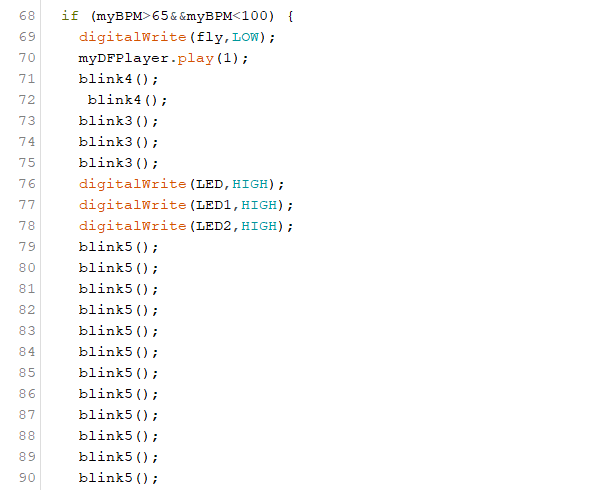 68 if (myBPM>65&&myBPM<100) {
69 digitalWrite(fly,LOW);
70 myDFPlayer.play(1);
71 blink4();
72 blink4();
73 blink3();
74 blink3();
75 blink3();
76 digitalWrite(LED,HIGH);
77 digitalWrite(LED1,HIGH);
78 digitalWrite(LED2,HIGH);
79 blink5();
80 blink5();
81 blink5();
82 blink5();
83 blink5();
84 blink5();
85 blink5();
86 blink5();
87 blink5();
88 blink5();
89 blink5();
90 blink5();